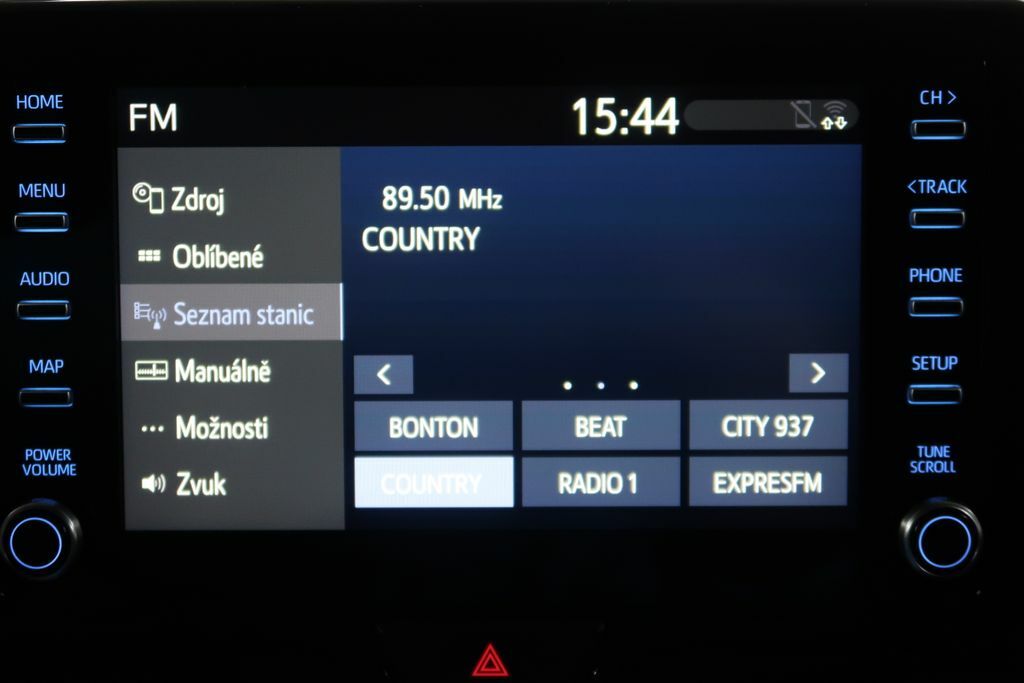 HOME
MENU
AUDIO
MAP
POWER
VOLUME
FM
15:44
Zdroj
Oblíbené
Seznam stanic
Manuálně
Možnosti
Zvuk
89.50 MHz
COUNTRY
< >
BONTON BEAT CITY 937
COUNTRY RADIO 1 EXPRESFM
CH >
<TRACK
PHONE
SETUP
TUNE
SCROLL